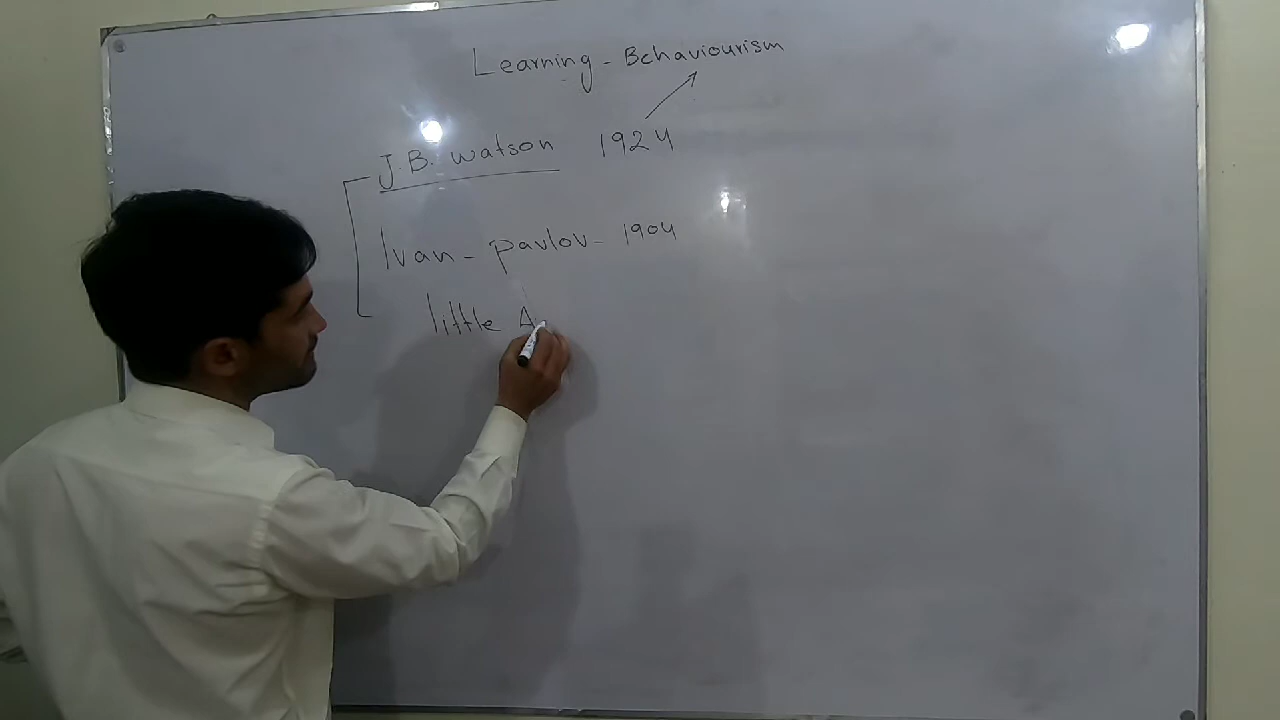 Learning - Behaviourism
J.B. watson 1924
Ivan - pavlov - 1904
little A